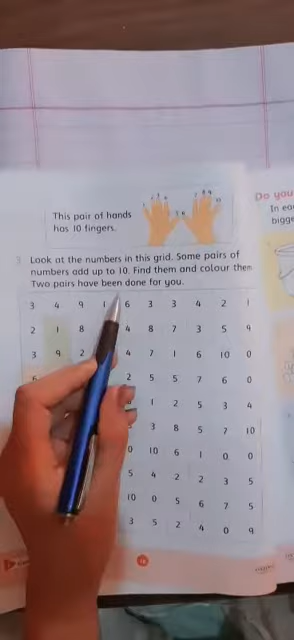 This pair of hands
has 10 fingers.
Do you
In ea
bigge
3 Look at the numbers in this grid. Some pairs of
numbers add up to 10. Find them and colour them
Two pairs have been done for you.
3 4 9 1 6 3 3 4 2 1
2 1 8 4 8 7 3 5 9
3 9 2 4 7 1 6 10 0
6 2 5 5 7 6 0
1 2 5 3 4
3 8 5 7 10
0 10 6 1 0 0
5 4 2 2 3 5
10 0 5 6 7 5
3 5 2 4 0 9